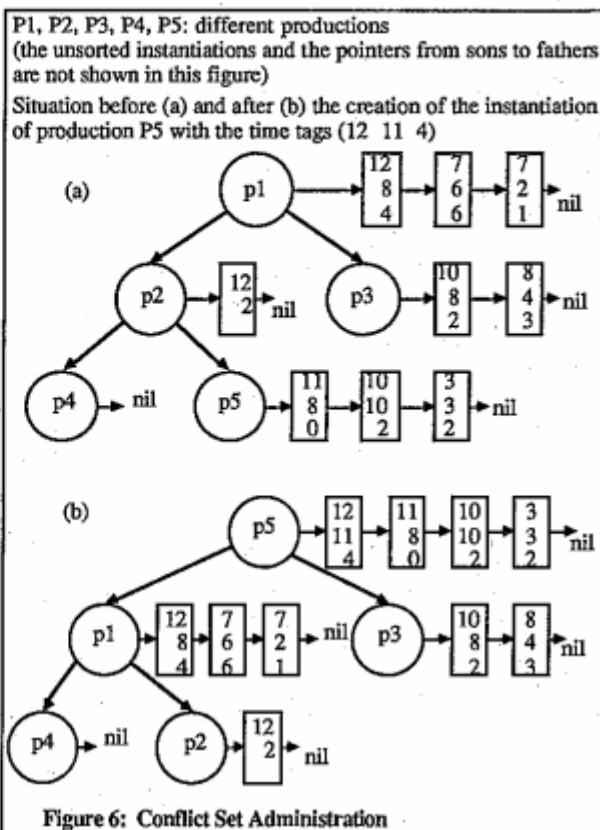 P1, P2, P3, P4, P5: different productions
(the unsorted instantiations and the pointers from sons to fathers
are not shown in this figure)
Situation before (a) and after (b) the creation of the instantiation
of production P5 with the time tags (12 11 4)
(a)
p1
12 7 7
8 6 2
4 6 1
nil
p2
12
2
nil
p3
10 8
8 4
2 3
nil
p4
nil
p5
11 10 3
8 10 3
0 2 2
nil
(b)
p5
12 11 10 3
11 8 10 3
4 0 2 2
nil
p1
12 7 7
8 6 2
4 6 1
nil
p3
10 8
8 4
2 3
nil
p4
nil
p2
12
2
nil
Figure 6: Conflict Set Administration